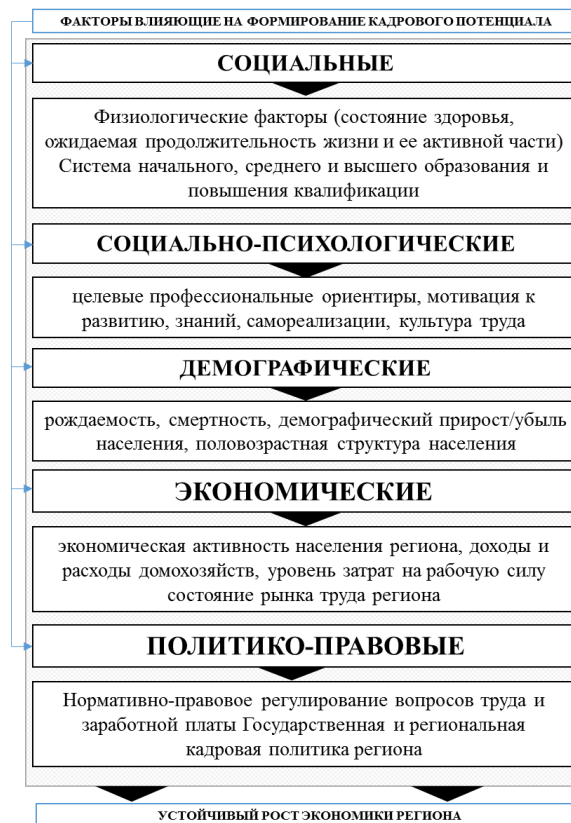 ФАКТОРЫ ВЛИЯЮЩИЕ НА ФОРМИРОВАНИЕ КАДРОВОГО ПОТЕНЦИАЛА
СОЦИАЛЬНЫЕ
Физиологические факторы (состояние здоровья,
ожидаемая продолжительность жизни и ее активной части)
Система начального, среднего и высшего образования и
повышения квалификации
СОЦИАЛЬНО-ПСИХОЛОГИЧЕСКИЕ
целевые профессиональные ориентиры, мотивация к
развитию, знаний, самореализации, культура труда
ДЕМОГРАФИЧЕСКИЕ
рождаемость, смертность, демографический прирост/убыль
населения, половозрастная структура населения
ЭКОНОМИЧЕСКИЕ
экономическая активность населения региона, доходы и
расходы домохозяйств, уровень затрат на рабочую силу
состояние рынка труда региона
ПОЛИТИКО-ПРАВОВЫЕ
Нормативно-правовое регулирование вопросов труда и
заработной платы Государственная и региональная
кадровая политика региона
УСТОЙЧИВЫЙ РОСТ ЭКОНОМИКИ РЕГИОНА